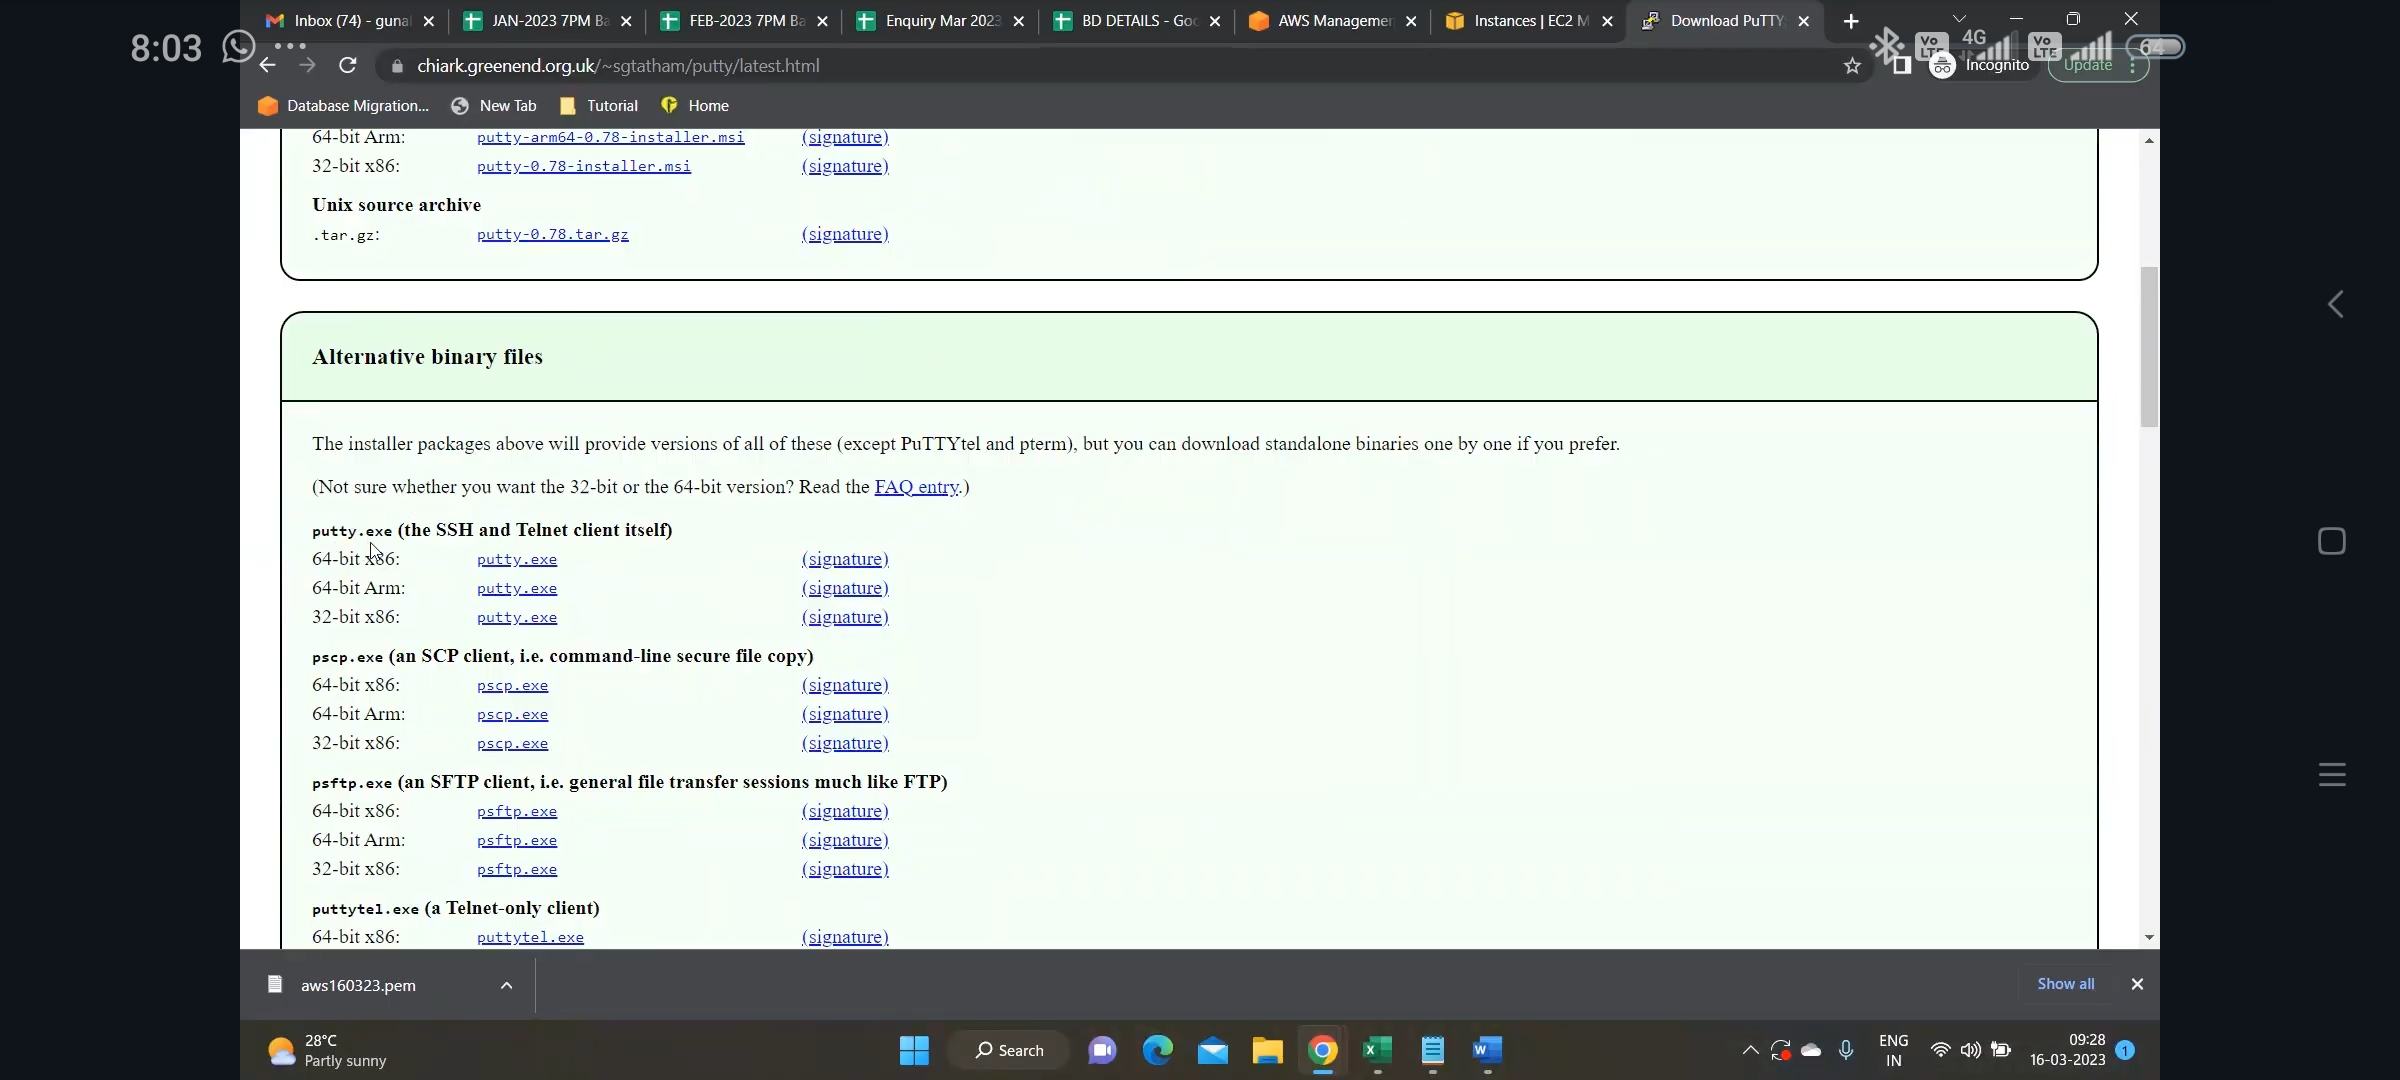 8:03
Inbox (74) - guna
JAN-2023 7PM Ba
FEB-2023 7PM Ba
Enquiry Mar 2023
BD DETAILS - Goo
AWS Managemen
Instances | EC2 M
Download PuTTY:
Vo LTE
4G
Vo LTE
64
chiark.greenend.org.uk/~sgtatham/putty/latest.html
Incognito
Update
Database Migration...
New Tab
Tutorial
Home
64-bit Arm: putty-arm64-0.78-installer.msi (signature)
32-bit x86: putty-0.78-installer.msi (signature)
Unix source archive
.tar.gz: putty-0.78.tar.gz (signature)
Alternative binary files
The installer packages above will provide versions of all of these (except PuTTYtel and pterm), but you can download standalone binaries one by one if you prefer.
(Not sure whether you want the 32-bit or the 64-bit version? Read the FAQ entry.)
putty.exe (the SSH and Telnet client itself)
64-bit x86: putty.exe (signature)
64-bit Arm: putty.exe (signature)
32-bit x86: putty.exe (signature)
pscp.exe (an SCP client, i.e. command-line secure file copy)
64-bit x86: pscp.exe (signature)
64-bit Arm: pscp.exe (signature)
32-bit x86: pscp.exe (signature)
psftp.exe (an SFTP client, i.e. general file transfer sessions much like FTP)
64-bit x86: psftp.exe (signature)
64-bit Arm: psftp.exe (signature)
32-bit x86: psftp.exe (signature)
puttytel.exe (a Telnet-only client)
64-bit x86: puttytel.exe (signature)
aws160323.pem
Show all
28°C
Partly sunny
Search
ENG
IN
09:28
16-03-2023
1